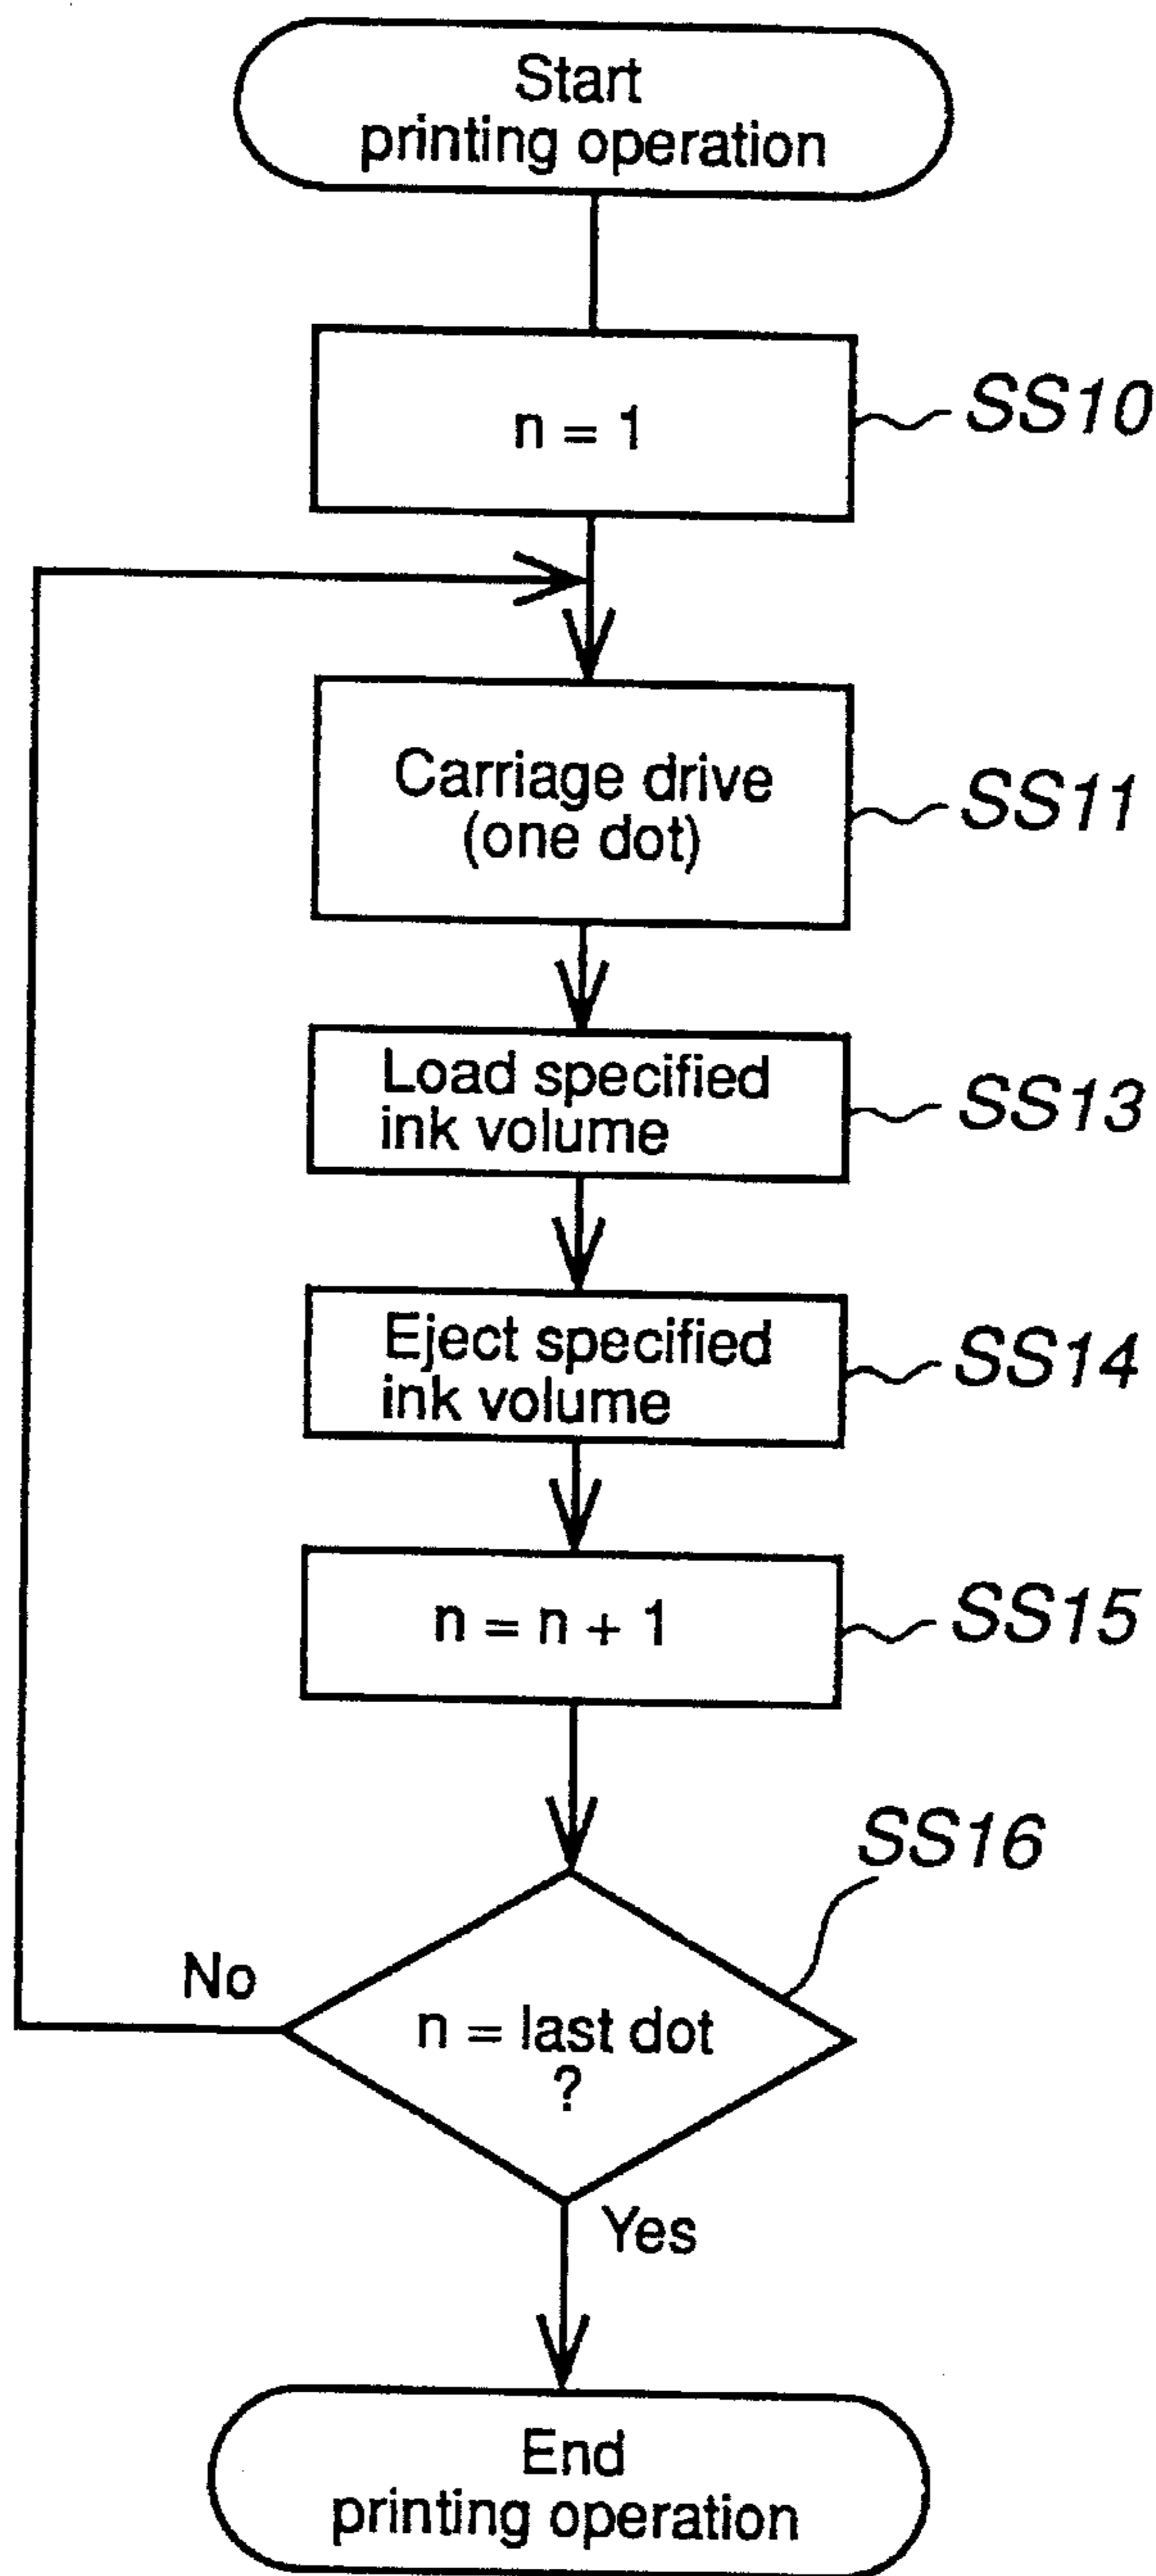 Start
printing operation
n = 1
SS10
Carriage drive
(one dot)
SS11
Load specified
ink volume
SS13
Eject specified
ink volume
SS14
n = n + 1
SS15
SS16
No
n = last dot
?
Yes
End
printing operation